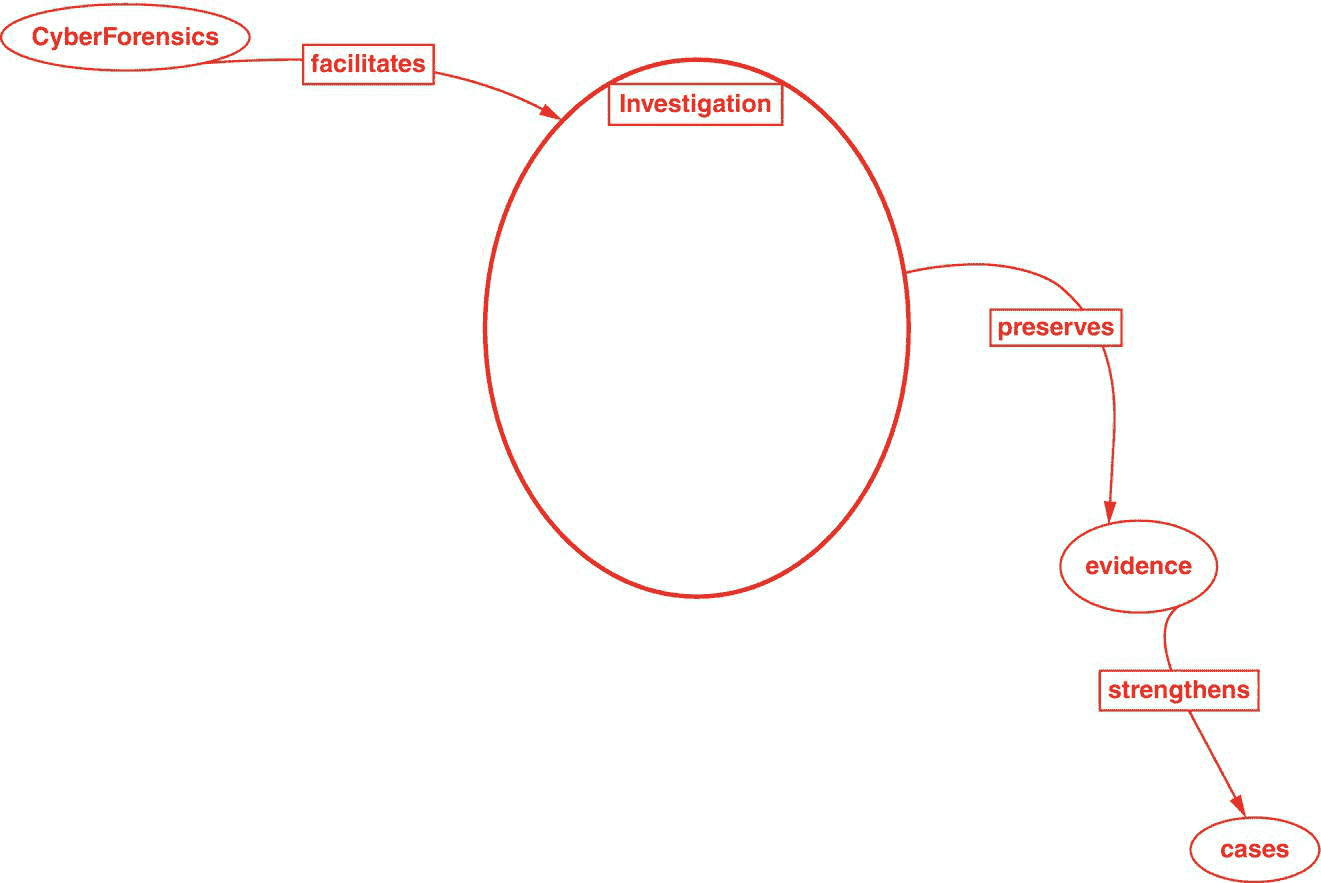 CyberForensics
facilitates
Investigation
preserves
evidence
strengthens
cases